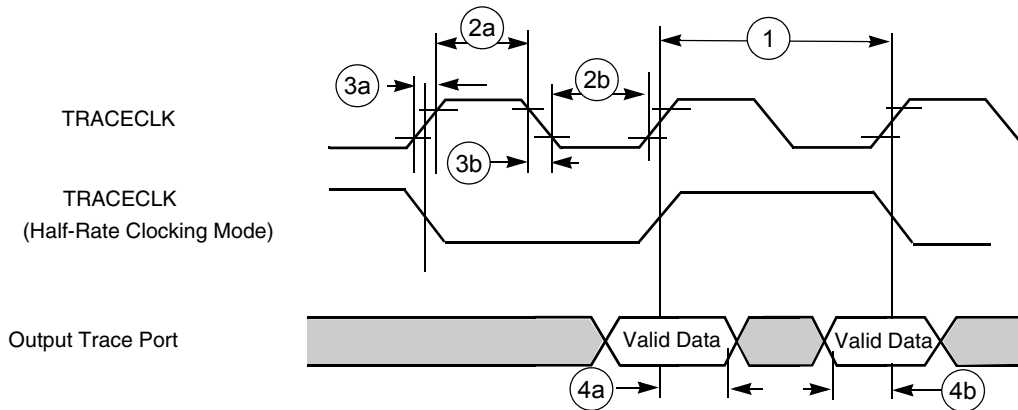 2a
1
3a
2b
TRACECLK
3b
TRACECLK
(Half-Rate Clocking Mode)
Output Trace Port
Valid Data
Valid Data
4a
4b